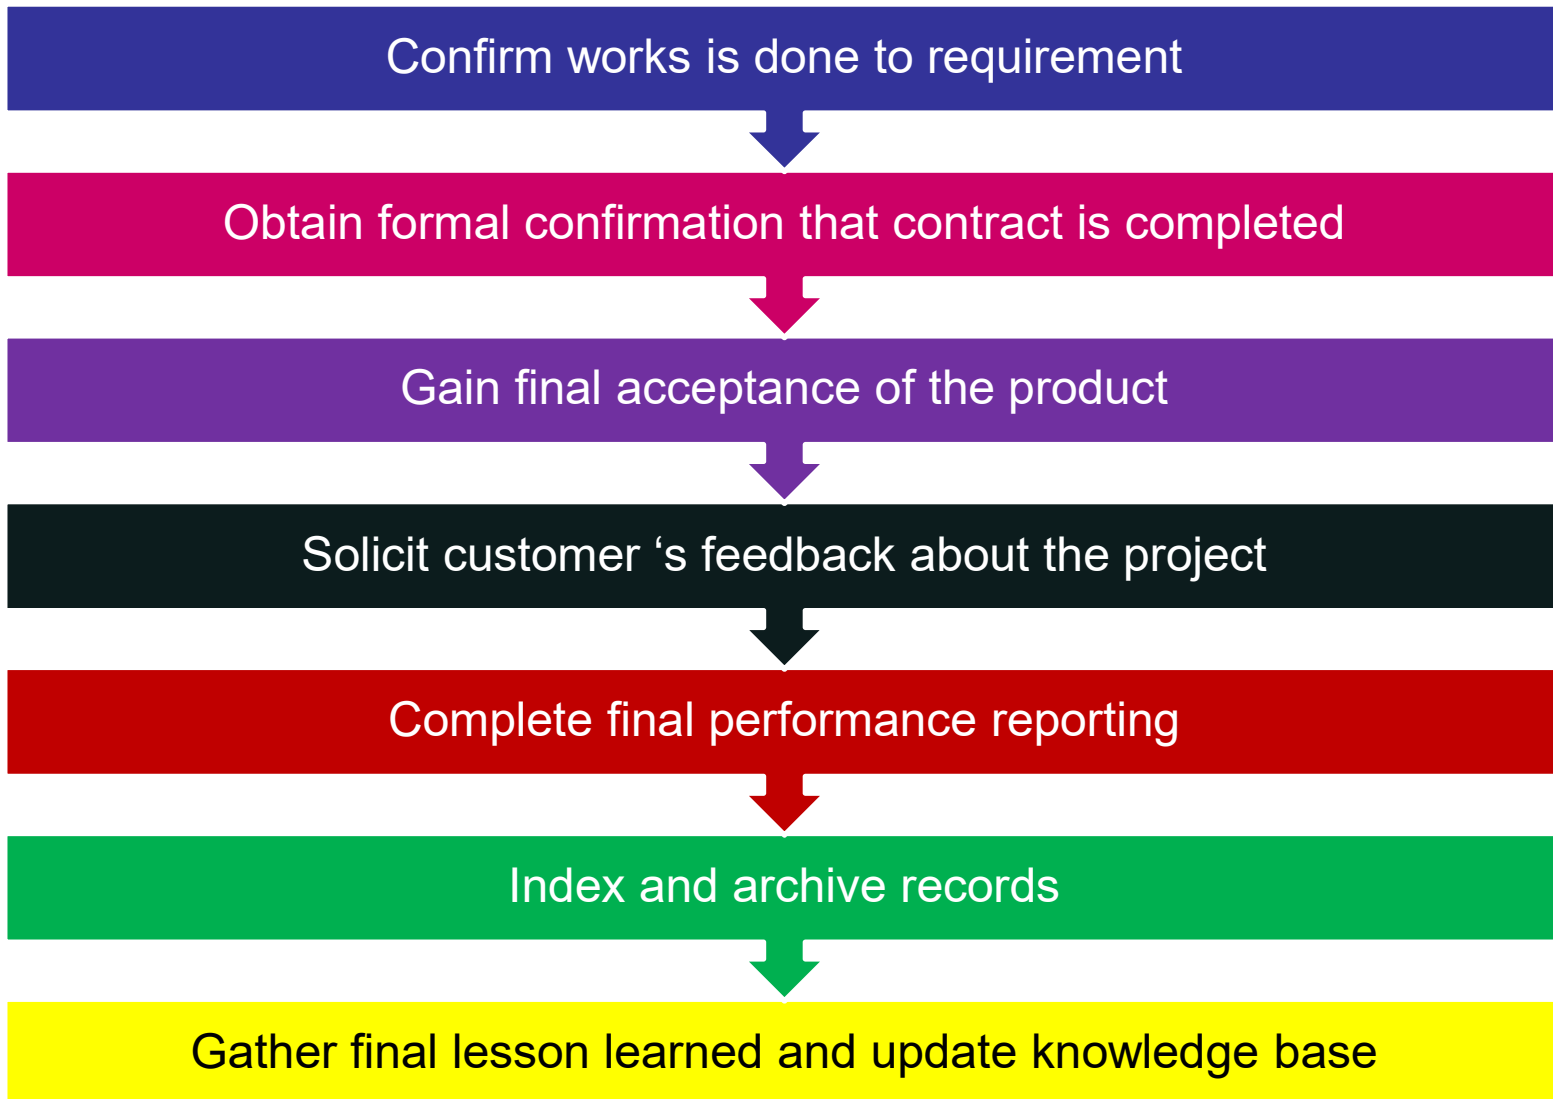 Confirm works is done to requirement
Obtain formal confirmation that contract is completed
Gain final acceptance of the product
Solicit customer ‘s feedback about the project
Complete final performance reporting
Index and archive records
Gather final lesson learned and update knowledge base